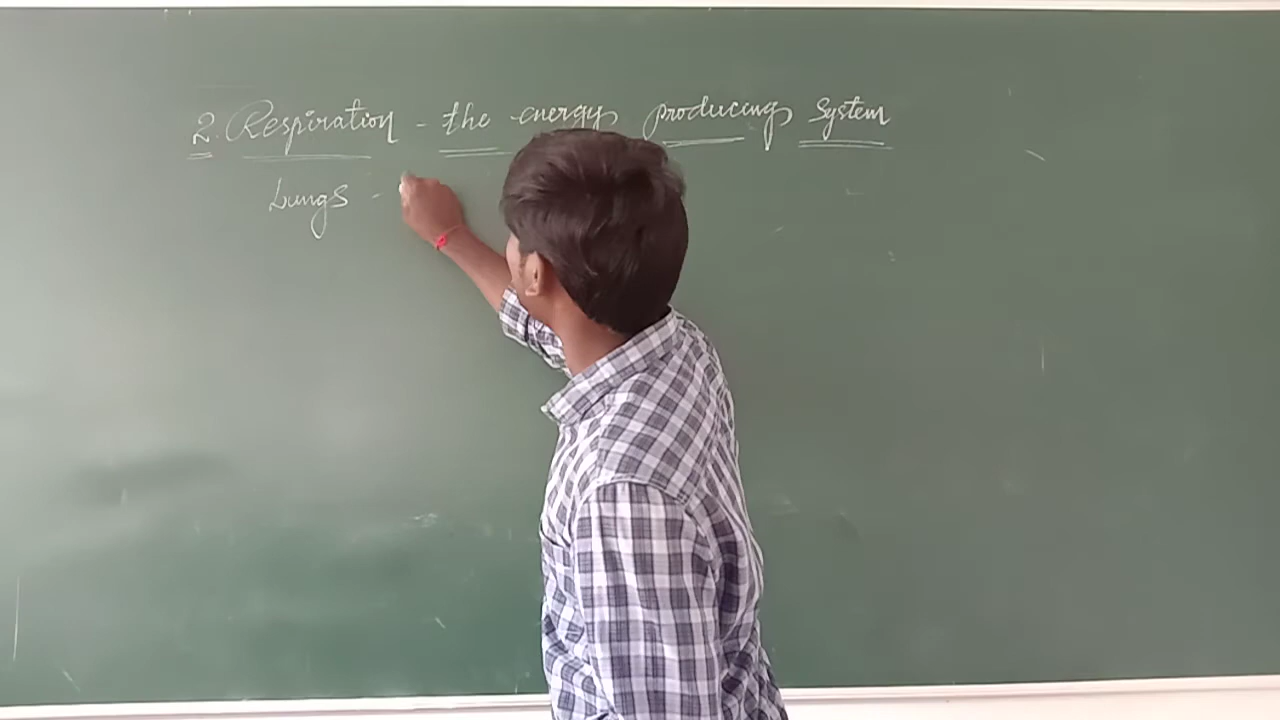 2. Respiration - the energy producing system
Lungs -